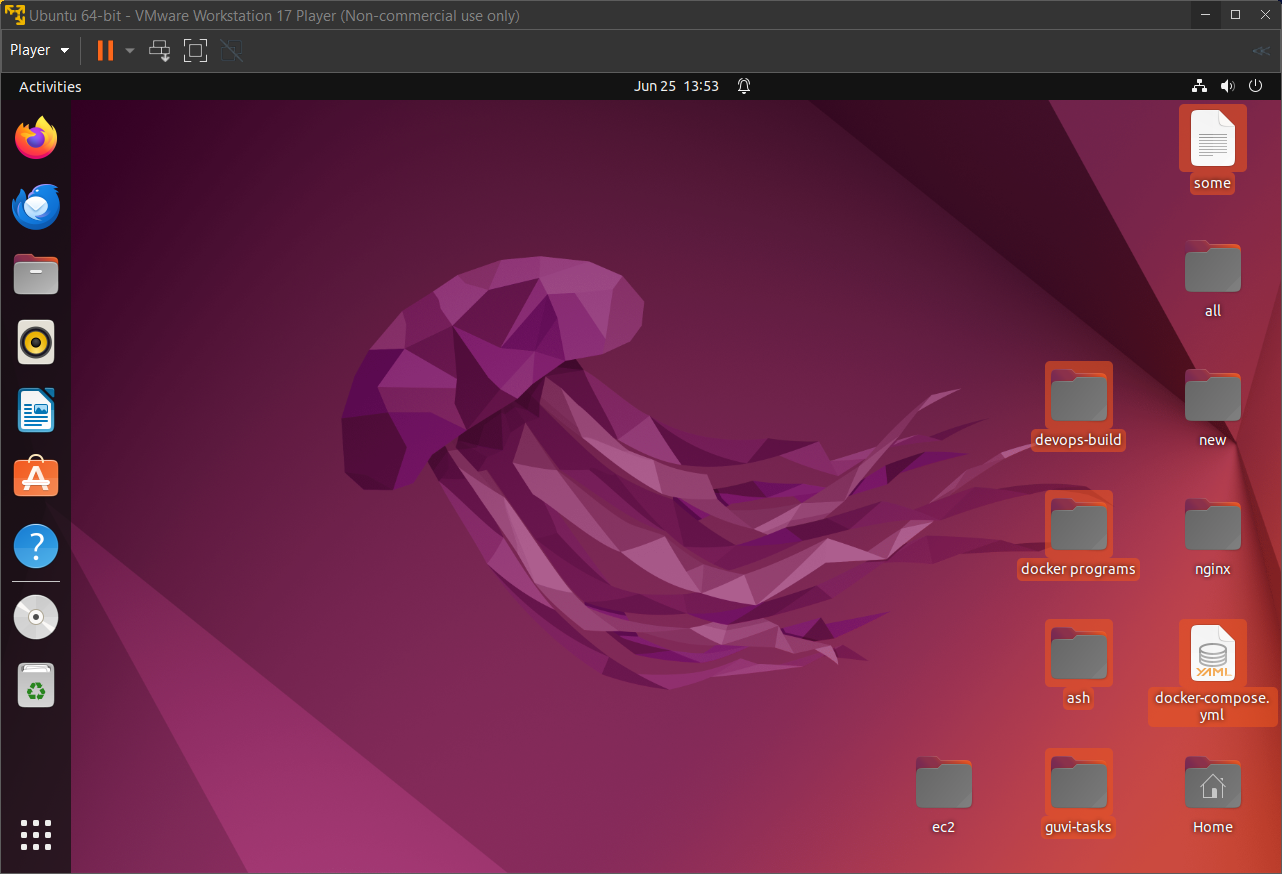 Ubuntu 64-bit - VMware Workstation 17 Player (Non-commercial use only)
Player
Activities
Jun 25 13:53
some
all
devops-build
new
docker programs
nginx
ash
docker-compose.
yml
YAML
ec2
guvi-tasks
Home